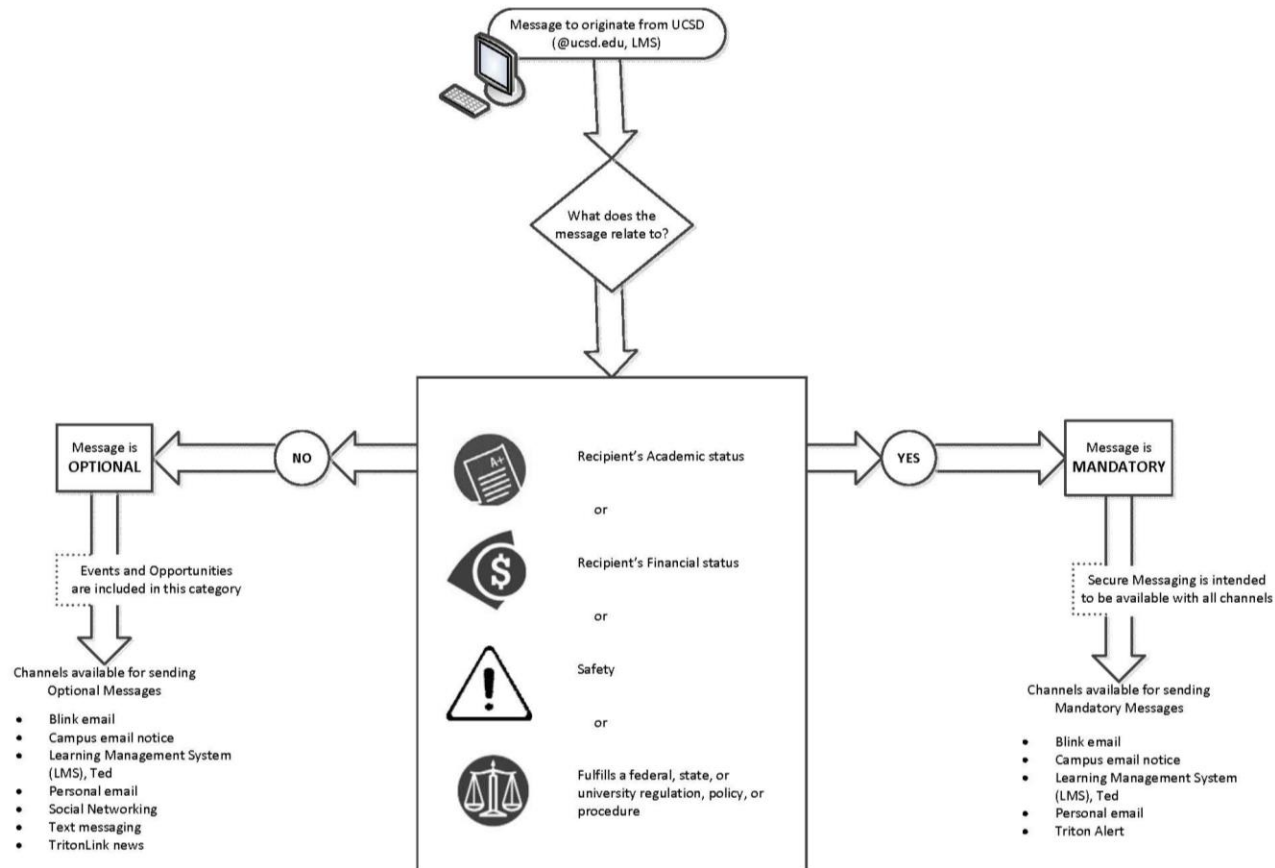 Message to originate from UCSD
(@ucsd.edu, LMS)
What does the
message relate to?
Message is
OPTIONAL
NO
A+
Recipient's Academic status
or
$
Recipient's Financial status
or
!
Safety
or
Fulfills a federal, state, or
university regulation, policy, or
procedure
YES
Message is
MANDATORY
Events and Opportunities
are included in this category
Channels available for sending
Optional Messages
• Blink email
• Campus email notice
• Learning Management System
(LMS), Ted
• Personal email
• Social Networking
• Text messaging
• TritonLink news
Secure Messaging is intended
to be available with all channels
Channels available for sending
Mandatory Messages
• Blink email
• Campus email notice
• Learning Management System
(LMS), Ted
• Personal email
• Triton Alert